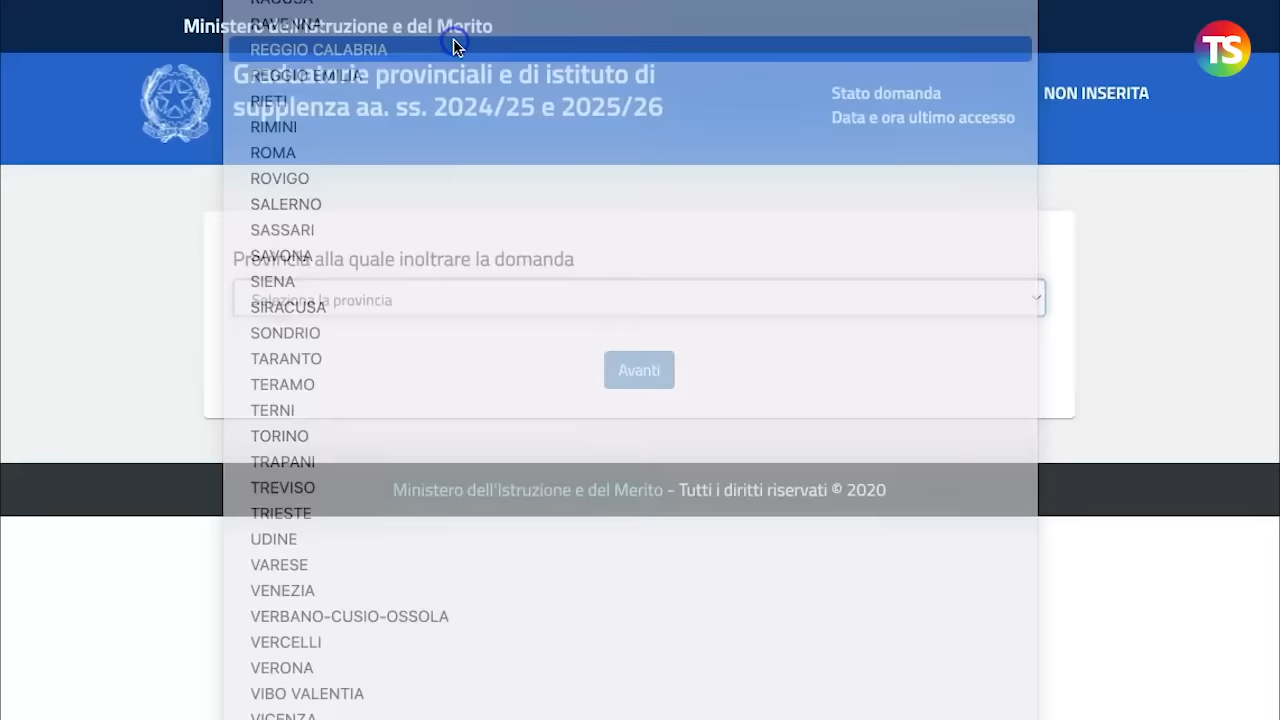 RAGUSA
Ministero dell'Istruzione e del Merito
RAVENNA
REGGIO CALABRIA
TS
Graduatorie provinciali e di istituto di
supplenza aa. ss. 2024/25 e 2025/26
REGGIO EMILIA
RIETI
Stato domanda
NON INSERITA
Data e ora ultimo accesso
RIMINI
ROMA
ROVIGO
SALERNO
SASSARI
SAVONA
Provincia alla quale inoltrare la domanda
SIENA
Seleziona la provincia
SIRACUSA
SONDRIO
TARANTO
Avanti
TERAMO
TERNI
TORINO
TRAPANI
TREVISO
Ministero dell'Istruzione e del Merito - Tutti i diritti riservati © 2020
TRIESTE
UDINE
VARESE
VENEZIA
VERBANO-CUSIO-OSSOLA
VERCELLI
VERONA
VIBO VALENTIA
VICENZA